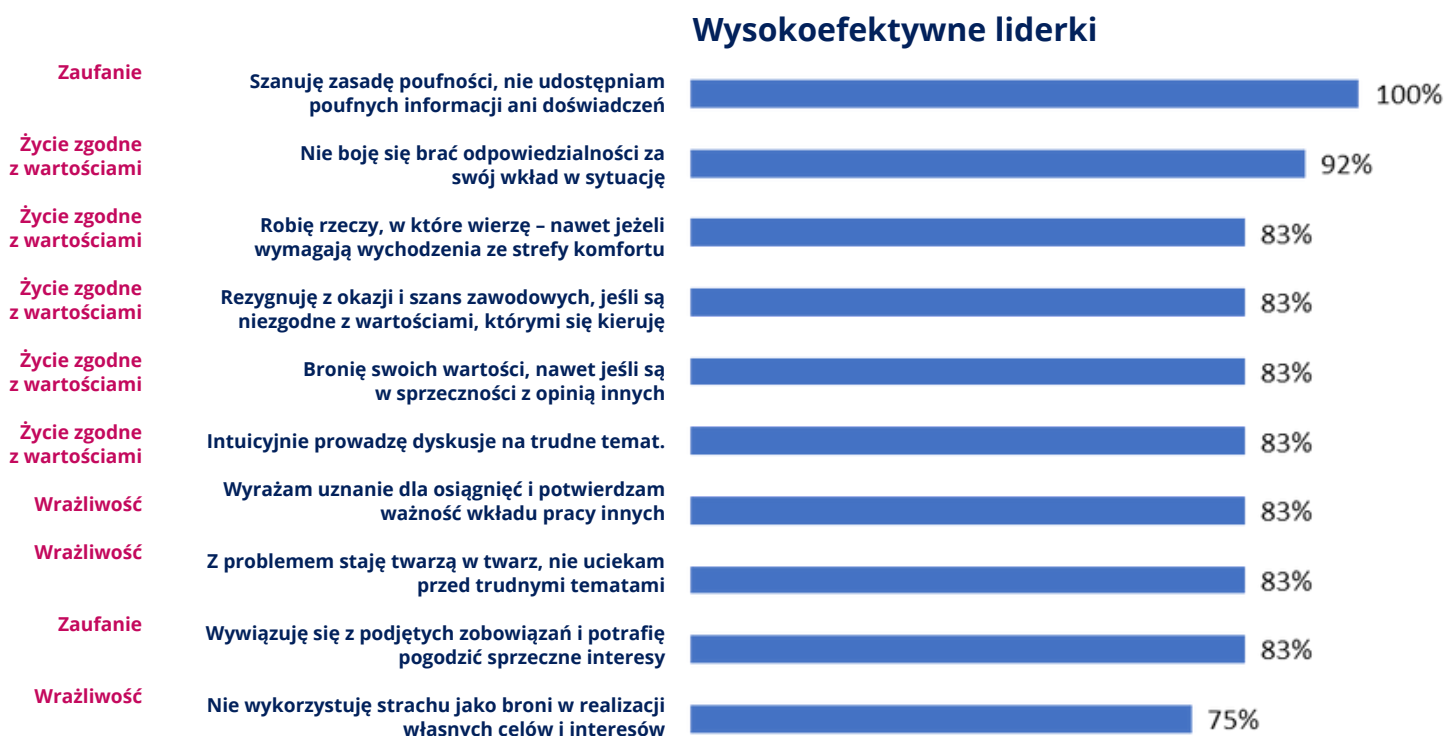 Wysokoefektywne liderki
Zaufanie
Szanuję zasadę poufności, nie udostępniam
poufnych informacji ani doświadczeń
100%
Życie zgodne
z wartościami
Nie boję się brać odpowiedzialności za
swój wkład w sytuację
92%
Życie zgodne
z wartościami
Robię rzeczy, w które wierzę – nawet jeżeli
wymagają wychodzenia ze strefy komfortu
83%
Życie zgodne
z wartościami
Rezygnuję z okazji i szans zawodowych, jeśli są
niezgodne z wartościami, którymi się kieruję
83%
Życie zgodne
z wartościami
Bronię swoich wartości, nawet jeśli są
w sprzeczności z opinią innych
83%
Życie zgodne
z wartościami
Intuicyjnie prowadzę dyskusje na trudne temat.
83%
Wrażliwość
Wyrażam uznanie dla osiągnięć i potwierdzam
ważność wkładu pracy innych
83%
Wrażliwość
Z problemem staję twarzą w twarz, nie uciekam
przed trudnymi tematami
83%
Zaufanie
Wywiązuję się z podjętych zobowiązań i potrafię
pogodzić sprzeczne interesy
83%
Wrażliwość
Nie wykorzystuję strachu jako broni w realizacji
własnych celów i interesów
75%